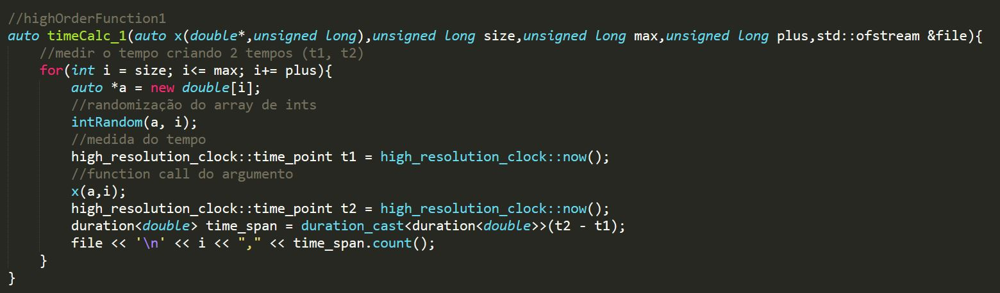 //highOrderFunction1
auto timeCalc_1(auto x(double*,unsigned long),unsigned long size,unsigned long max,unsigned long plus,std::ofstream &file){
    //medir o tempo criando 2 tempos (t1, t2)
    for(int i = size; i<= max; i+= plus){
        auto *a = new double[i];
        //randomização do array de ints
        intRandom(a, i);
        //medida do tempo
        high_resolution_clock::time_point t1 = high_resolution_clock::now();
        //function call do argumento
        x(a,i);
        high_resolution_clock::time_point t2 = high_resolution_clock::now();
        duration<double> time_span = duration_cast<duration<double>>(t2 - t1);
        file << '\n' << i << "," << time_span.count();
    }
}